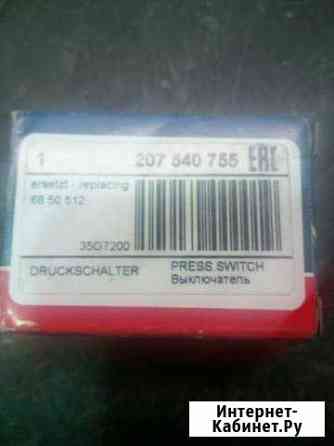 1 207 540 755 EAC
ersetzt - replacing
68 50 512
35G7200
DRUCKSCHALTER PRESS SWITCH
Выключатель
Интернет-
Кабинет.Ру